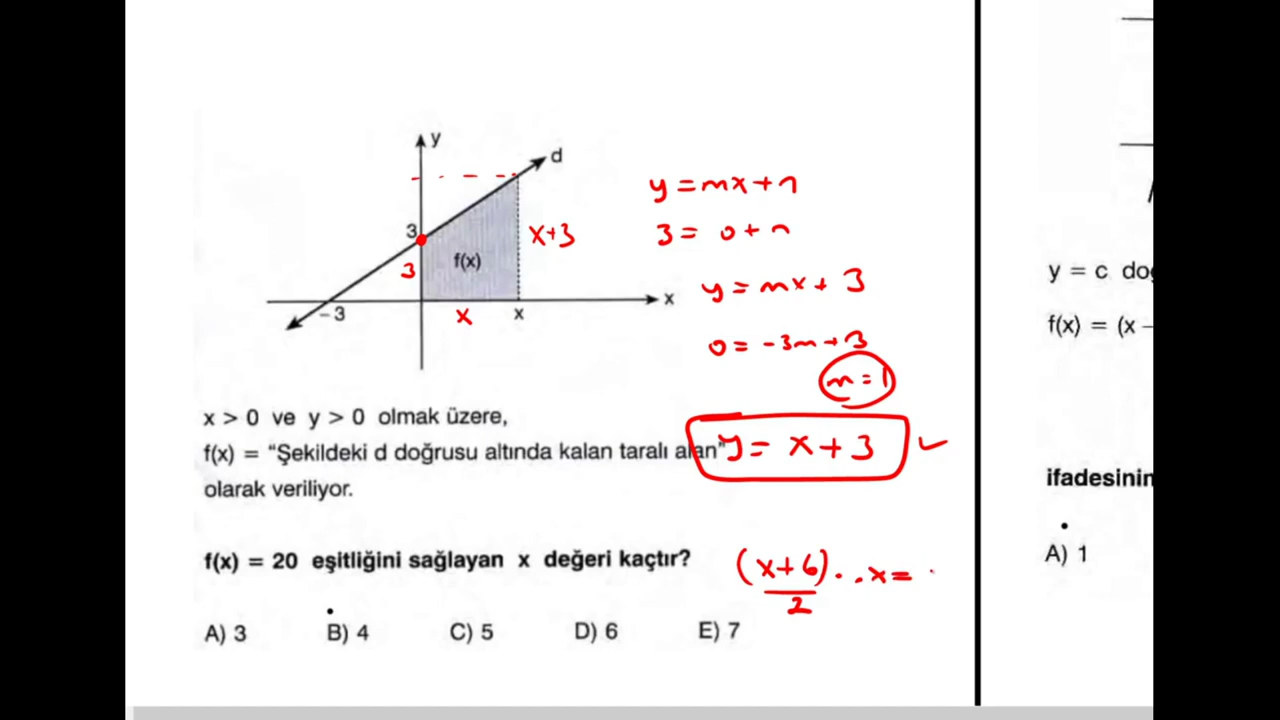 y
d
3
3
f(x)
x+3
x
-3
x
x
y = mx + n
3 = 0 + n
y = mx + 3
0 = -3m + 3
m = 1
x > 0 ve y > 0 olmak üzere,
f(x) = "Şekildeki d doğrusu altında kalan taralı alan"
y = x + 3
olarak veriliyor.
f(x) = 20 eşitliğini sağlayan x değeri kaçtır?
(x+6)/2 . x =
A) 3 B) 4 C) 5 D) 6 E) 7
y = c
f(x) = (x –
ifadesinin
A) 1